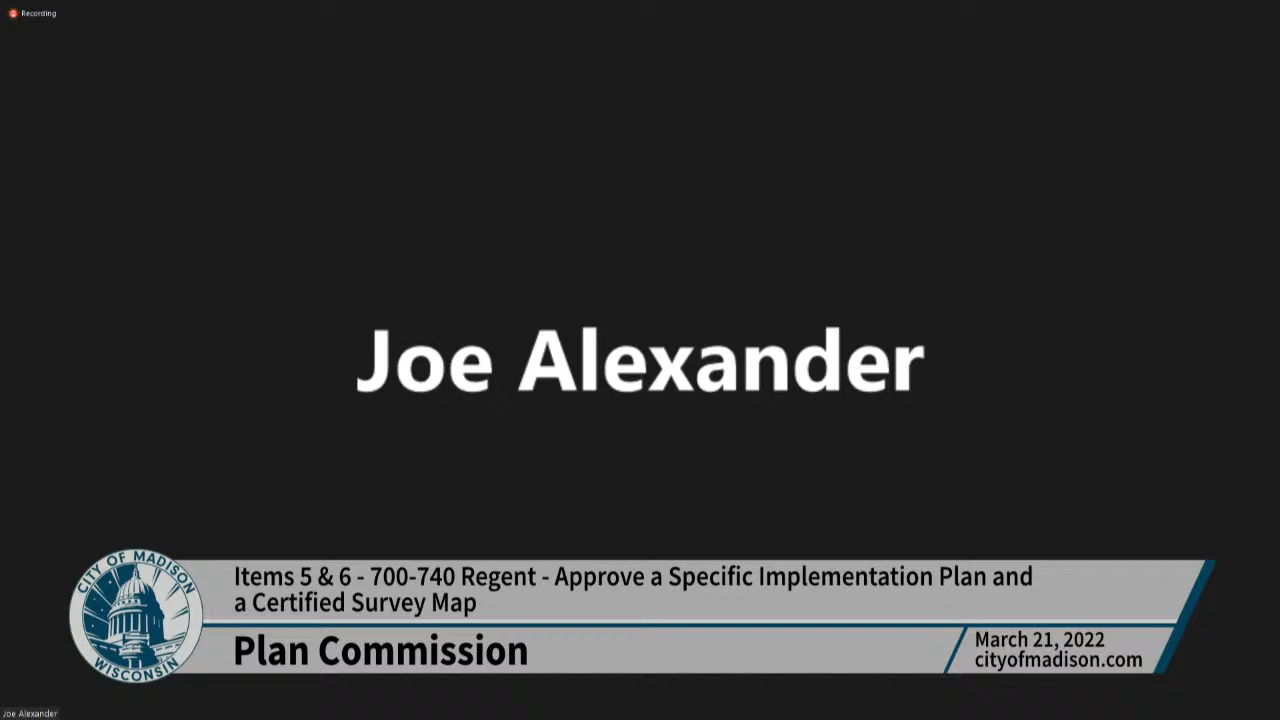 Recording
Joe Alexander
CITY OF MADISON
WISCONSIN
Items 5 & 6 - 700-740 Regent - Approve a Specific Implementation Plan and
a Certified Survey Map
Plan Commission
March 21, 2022
cityofmadison.com
Joe Alexander